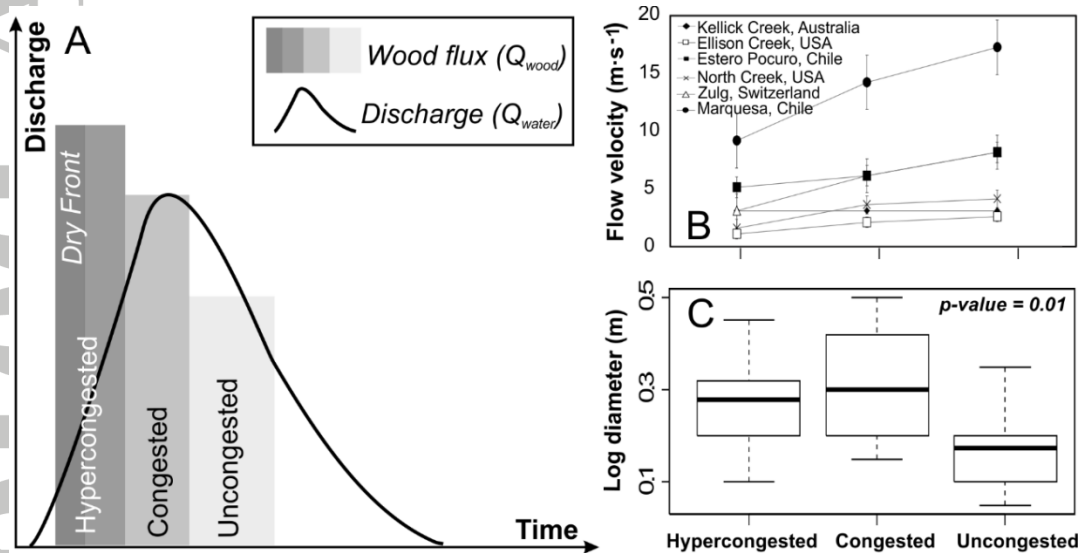 Discharge
A
Wood flux (Qwood)
Discharge (Qwater)
Dry Front
Hypercongested
Congested
Uncongested
Time
Flow velocity (m·s-1)
20
15
10
5
0
Kellick Creek, Australia
Ellison Creek, USA
Estero Pocuro, Chile
North Creek, USA
Zulg, Switzerland
Marquesa, Chile
B
Log diameter (m)
0.5
0.3
0.1
C
p-value = 0.01
Hypercongested Congested Uncongested